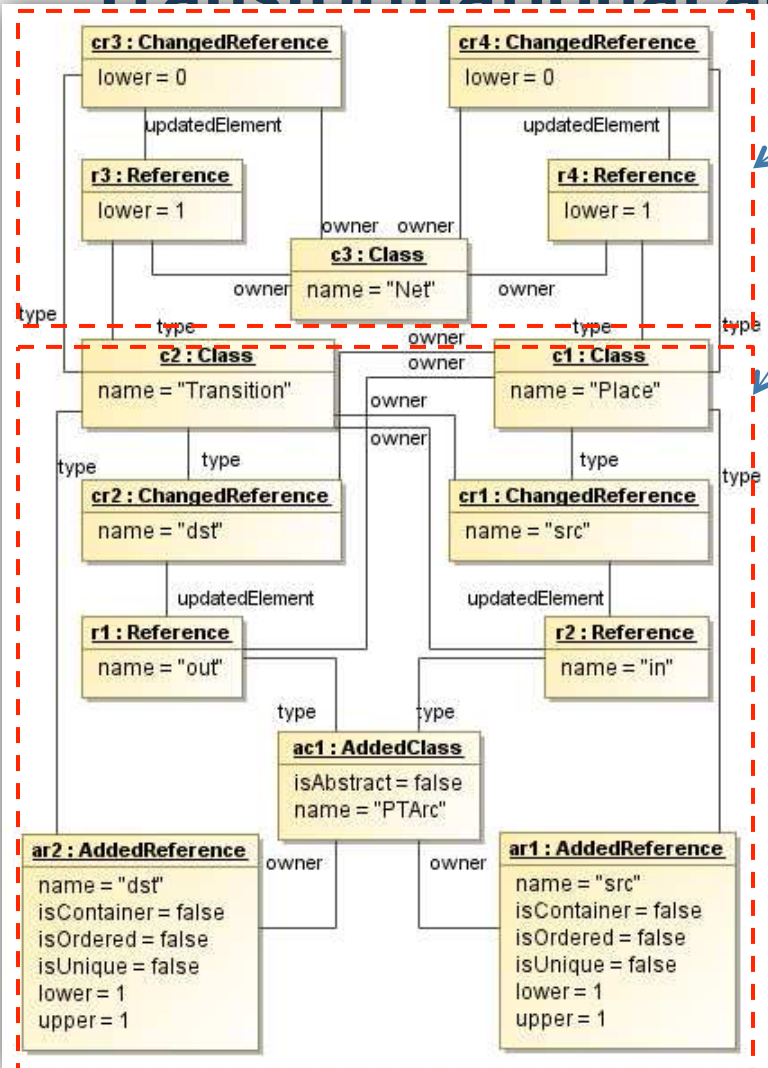 cr3 : ChangedReference
lower = 0
cr4 : ChangedReference
lower = 0
updatedElement
updatedElement
r3 : Reference
lower = 1
r4 : Reference
lower = 1
owner
owner
c3 : Class
name = "Net"
owner
owner
type
type
type
type
c2 : Class
name = "Transition"
owner
owner
c1 : Class
name = "Place"
owner
owner
type
type
type
type
cr2 : ChangedReference
name = "dst"
cr1 : ChangedReference
name = "src"
updatedElement
updatedElement
r1 : Reference
name = "out"
r2 : Reference
name = "in"
type
type
ac1 : AddedClass
isAbstract = false
name = "PTArc"
owner
owner
ar2 : AddedReference
name = "dst"
isContainer = false
isOrdered = false
isUnique = false
lower = 1
upper = 1
ar1 : AddedReference
name = "src"
isContainer = false
isOrdered = false
isUnique = false
lower = 1
upper = 1